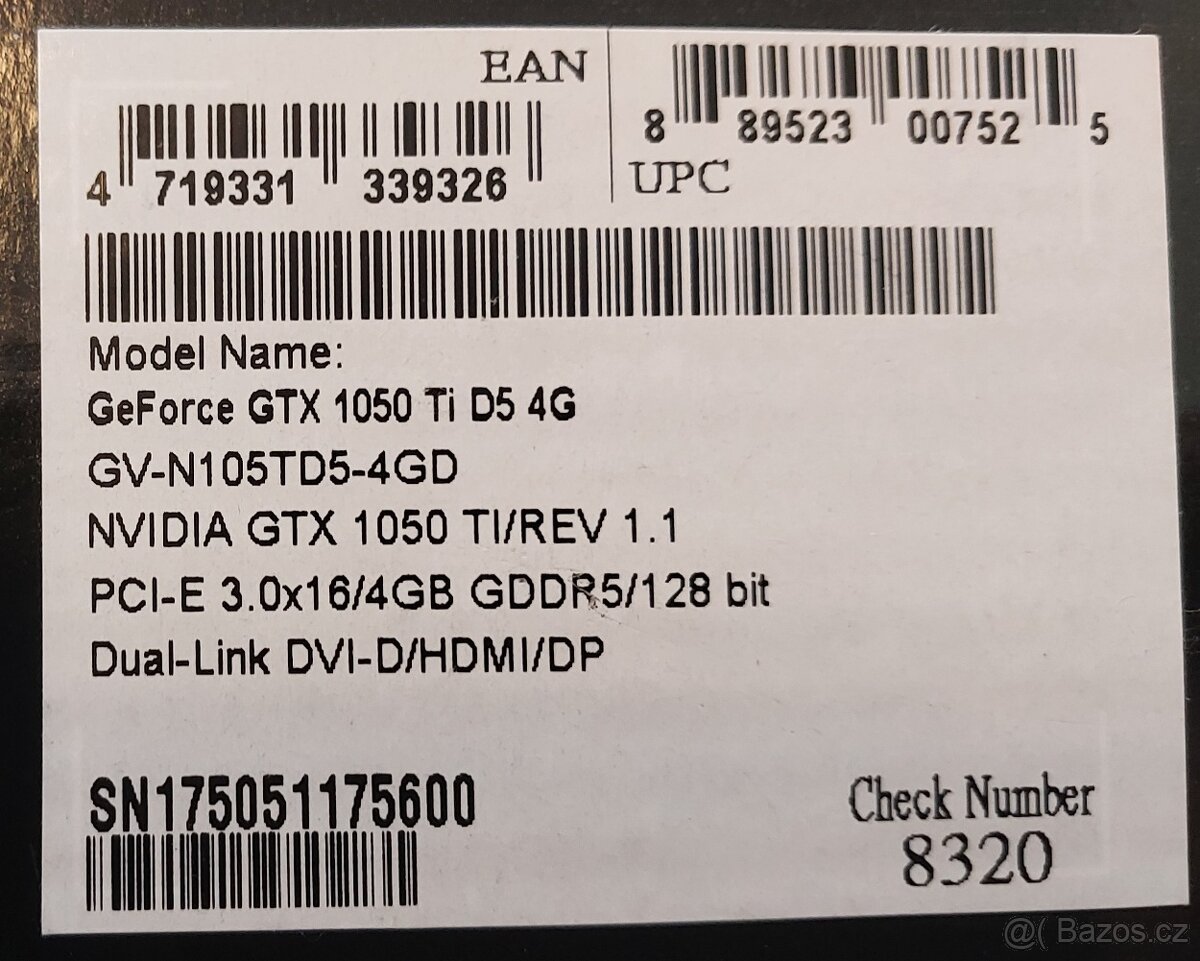 EAN
4 719331 339326
8 89523 00752 5
UPC
Model Name:
GeForce GTX 1050 Ti D5 4G
GV-N105TD5-4GD
NVIDIA GTX 1050 TI/REV 1.1
PCI-E 3.0x16/4GB GDDR5/128 bit
Dual-Link DVI-D/HDMI/DP
SN175051175600
Check Number
8320
@( Bazos.cz